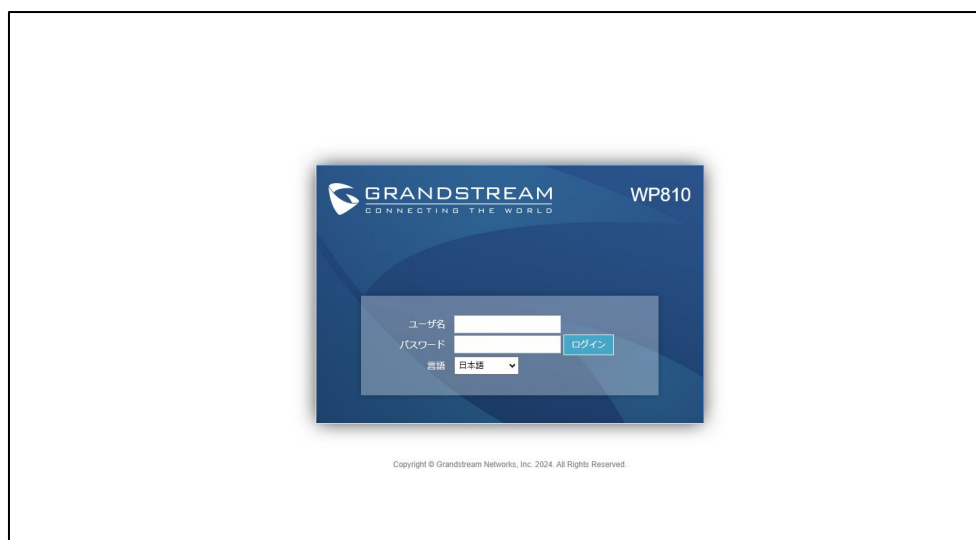 GRANDSTREAM WP810
CONNECTING THE WORLD
ユーザ名
パスワード ログイン
言語 日本語
Copyright © Grandstream Networks, Inc. 2024. All Rights Reserved.